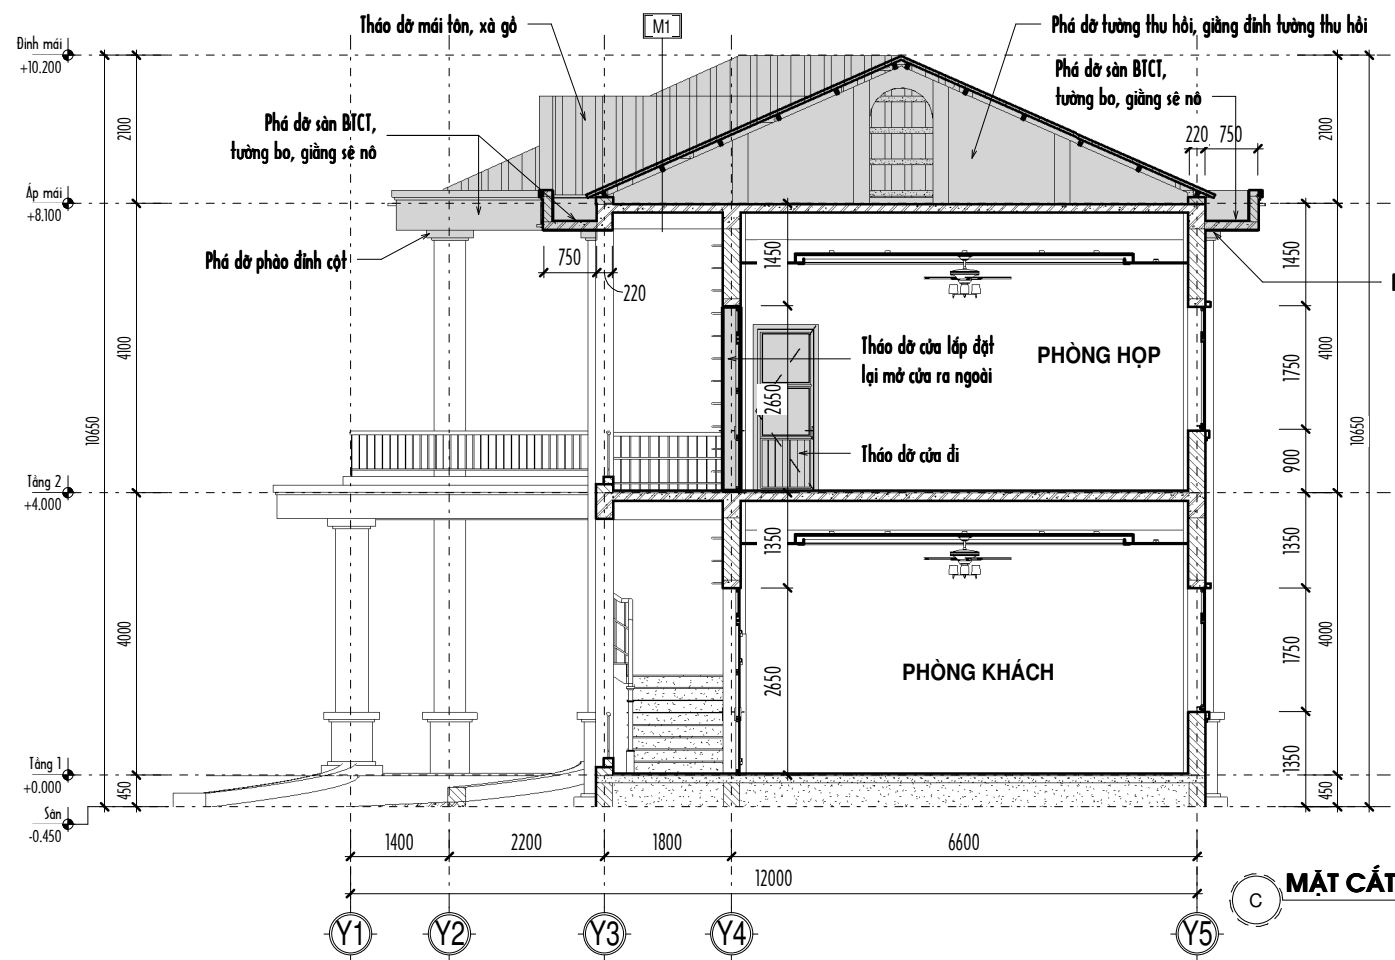 Tháo dỡ mái tôn, xà gồ
M1
Phá dỡ tường thu hồi, giằng đỉnh tường thu hồi
Đỉnh mái
+10.200
Phá dỡ sàn BTCT,
tường bo, giằng sê nô
Phá dỡ sàn BTCT,
tường bo, giằng sê nô
2100
220
750
2100
Áp mái
+8.100
Phá dỡ phào đỉnh cột
750
220
1450
1450
4100
Tháo dỡ cửa lắp đặt
lại mở cửa ra ngoài
PHÒNG HỌP
2650
1750
4100
10650
10650
Tháo dỡ cửa đi
900
Tầng 2
+4.000
1350
1350
4000
PHÒNG KHÁCH
2650
1750
4000
Tầng 1
+0.000
450
1350
450
Sân
-0.450
1400
2200
1800
6600
12000
C
MẶT CẮT
Y1
Y2
Y3
Y4
Y5